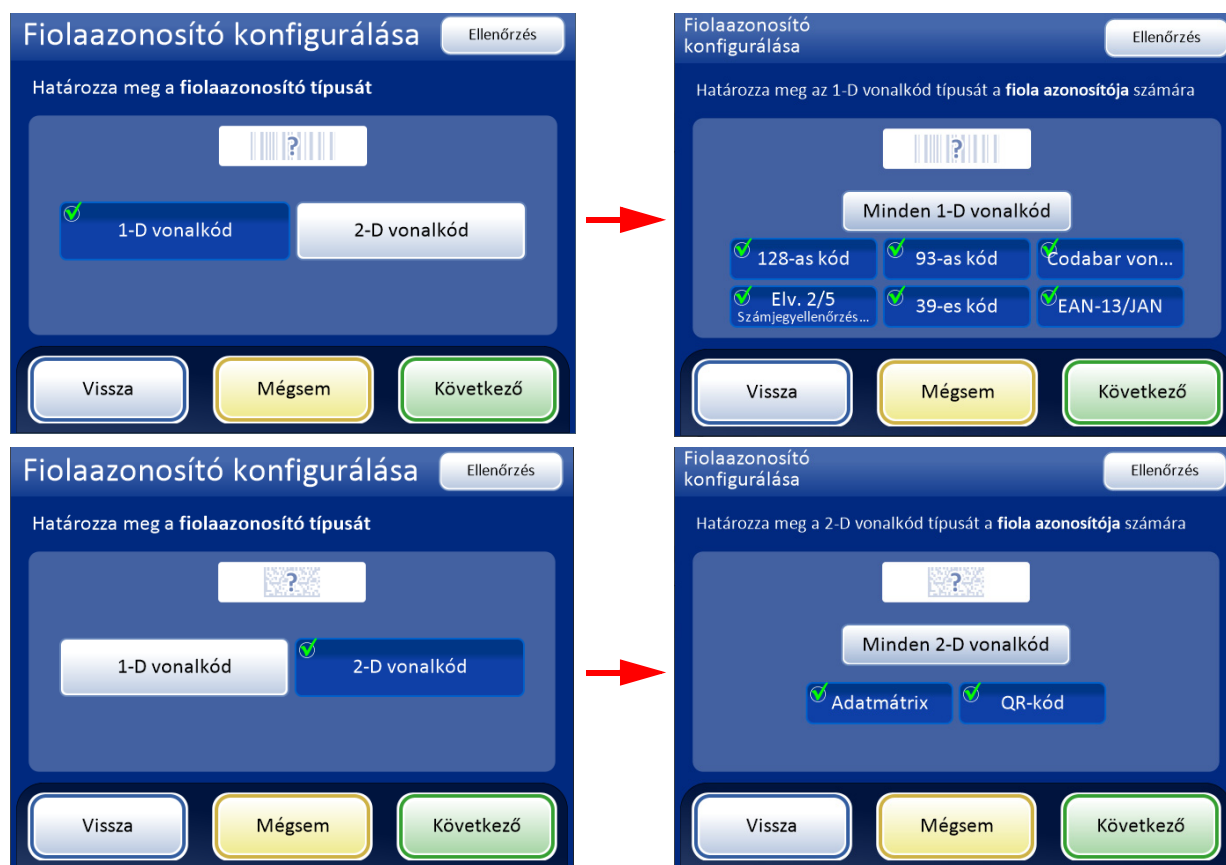 Fiolaazonosító konfigurálása
Ellenőrzés
Határozza meg a fiolaazonosító típusát
?
1-D vonalkód
2-D vonalkód
Vissza
Mégsem
Következő
Fiolaazonosító
konfigurálása
Ellenőrzés
Határozza meg az 1-D vonalkód típusát a fiola azonosítója számára
?
Minden 1-D vonalkód
128-as kód
93-as kód
Codabar von...
Elv. 2/5
Számjegyellenőrzés...
39-es kód
EAN-13/JAN
Vissza
Mégsem
Következő
Fiolaazonosító konfigurálása
Ellenőrzés
Határozza meg a fiolaazonosító típusát
?
1-D vonalkód
2-D vonalkód
Vissza
Mégsem
Következő
Fiolaazonosító
konfigurálása
Ellenőrzés
Határozza meg a 2-D vonalkód típusát a fiola azonosítója számára
?
Minden 2-D vonalkód
Adatmátrix
QR-kód
Vissza
Mégsem
Következő